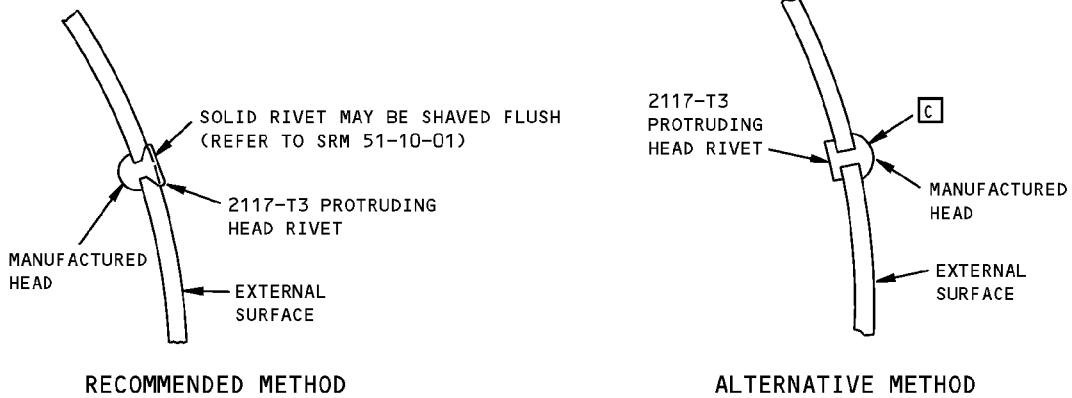 SOLID RIVET MAY BE SHAVED FLUSH
(REFER TO SRM 51-10-01)
2117-T3 PROTRUDING
HEAD RIVET
MANUFACTURED
HEAD
EXTERNAL
SURFACE
RECOMMENDED METHOD
2117-T3
PROTRUDING
HEAD RIVET
C
MANUFACTURED
HEAD
EXTERNAL
SURFACE
ALTERNATIVE METHOD